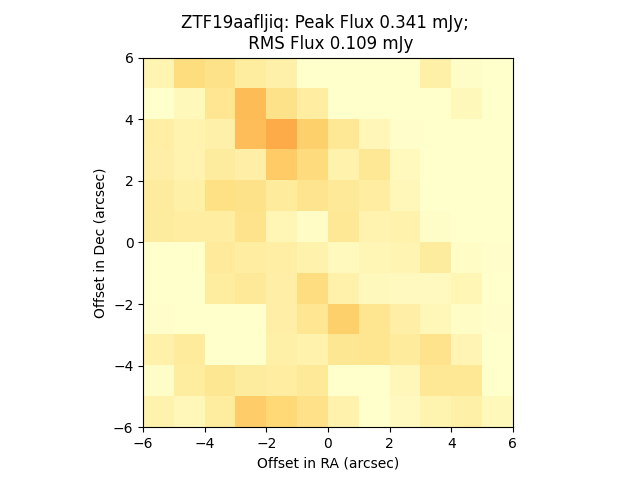 ZTF19aafljiq: Peak Flux 0.341 mJy;
RMS Flux 0.109 mJy
6
4
2
0
−2
−4
−6
Offset in Dec (arcsec)
−6 −4 −2 0 2 4 6
Offset in RA (arcsec)